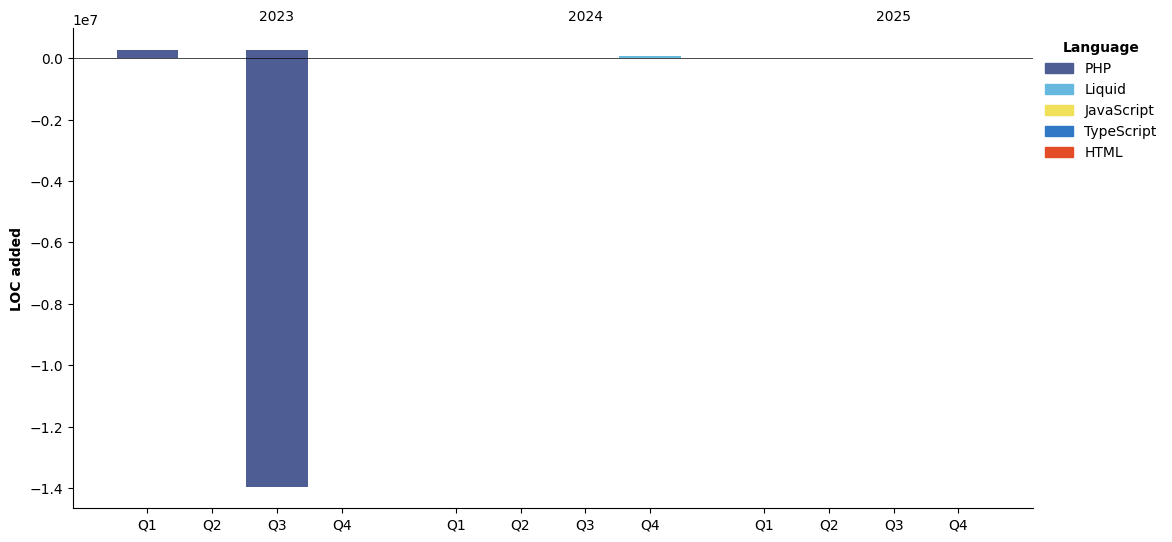 1e7
2023 2024 2025
0.0
−0.2
−0.4
−0.6
−0.8
−1.0
−1.2
−1.4
LOC added
Q1 Q2 Q3 Q4 Q1 Q2 Q3 Q4 Q1 Q2 Q3 Q4
Language
PHP
Liquid
JavaScript
TypeScript
HTML